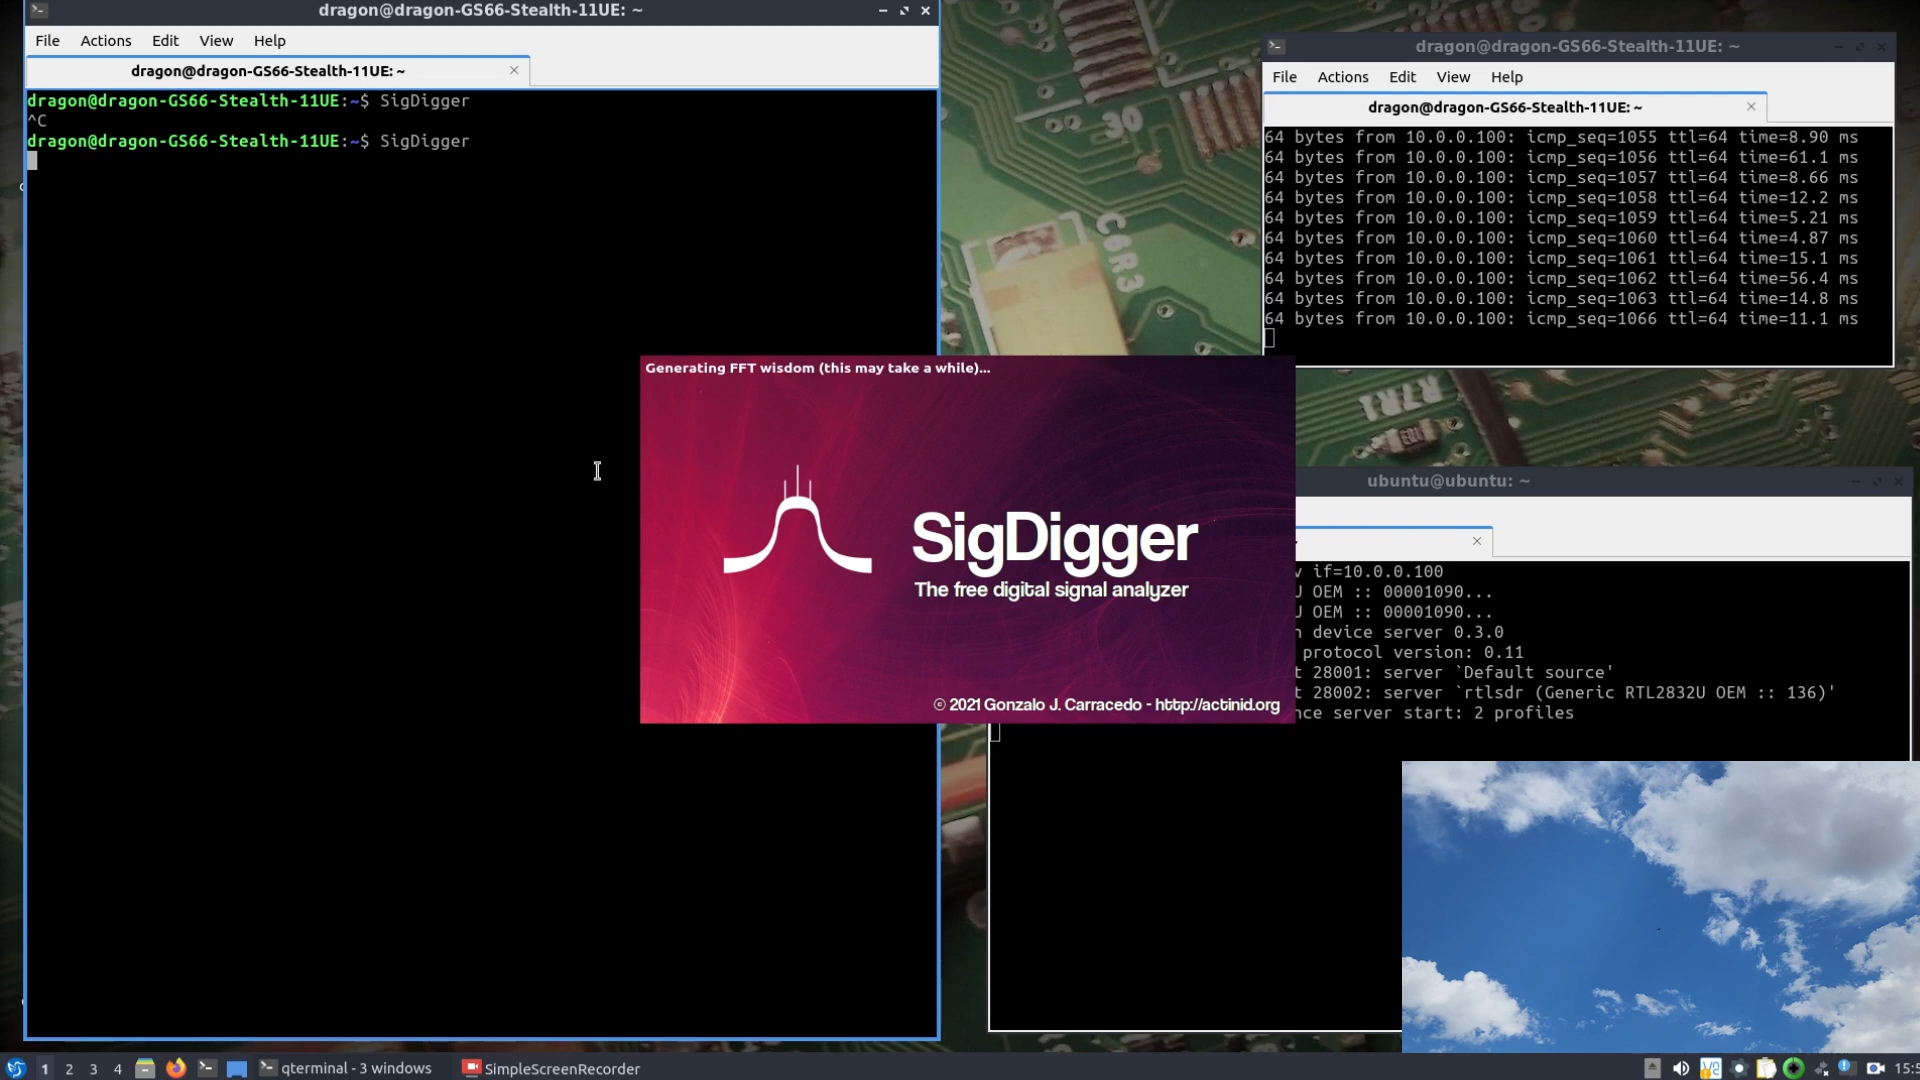 dragon@dragon-GS66-Stealth-11UE: ~
File Actions Edit View Help
dragon@dragon-GS66-Stealth-11UE: ~
dragon@dragon-GS66-Stealth-11UE:~$ SigDigger
^C
dragon@dragon-GS66-Stealth-11UE:~$ SigDigger
30
C6R3
R7R1
dragon@dragon-GS66-Stealth-11UE: ~
File Actions Edit View Help
dragon@dragon-GS66-Stealth-11UE: ~
64 bytes from 10.0.0.100: icmp_seq=1055 ttl=64 time=8.90 ms
64 bytes from 10.0.0.100: icmp_seq=1056 ttl=64 time=61.1 ms
64 bytes from 10.0.0.100: icmp_seq=1057 ttl=64 time=8.66 ms
64 bytes from 10.0.0.100: icmp_seq=1058 ttl=64 time=12.2 ms
64 bytes from 10.0.0.100: icmp_seq=1059 ttl=64 time=5.21 ms
64 bytes from 10.0.0.100: icmp_seq=1060 ttl=64 time=4.87 ms
64 bytes from 10.0.0.100: icmp_seq=1061 ttl=64 time=15.1 ms
64 bytes from 10.0.0.100: icmp_seq=1062 ttl=64 time=56.4 ms
64 bytes from 10.0.0.100: icmp_seq=1063 ttl=64 time=14.8 ms
64 bytes from 10.0.0.100: icmp_seq=1066 ttl=64 time=11.1 ms
Generating FFT wisdom (this may take a while)...
SigDigger
The free digital signal analyzer
© 2021 Gonzalo J. Carracedo - http://actinid.org
ubuntu@ubuntu: ~
v if=10.0.0.100
J OEM :: 00001090...
J OEM :: 00001090...
n device server 0.3.0
protocol version: 0.11
t 28001: server `Default source'
t 28002: server `rtlsdr (Generic RTL2832U OEM :: 136)'
nce server start: 2 profiles
1 2 3 4 qterminal - 3 windows SimpleScreenRecorder 15:5